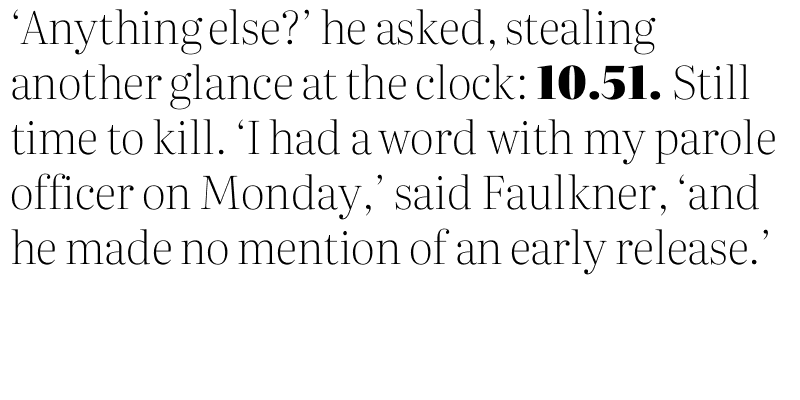 ‘Anything else?’ he asked, stealing
another glance at the clock: 10.51. Still
time to kill. ‘I had a word with my parole
officer on Monday,’ said Faulkner, ‘and
he made no mention of an early release.’